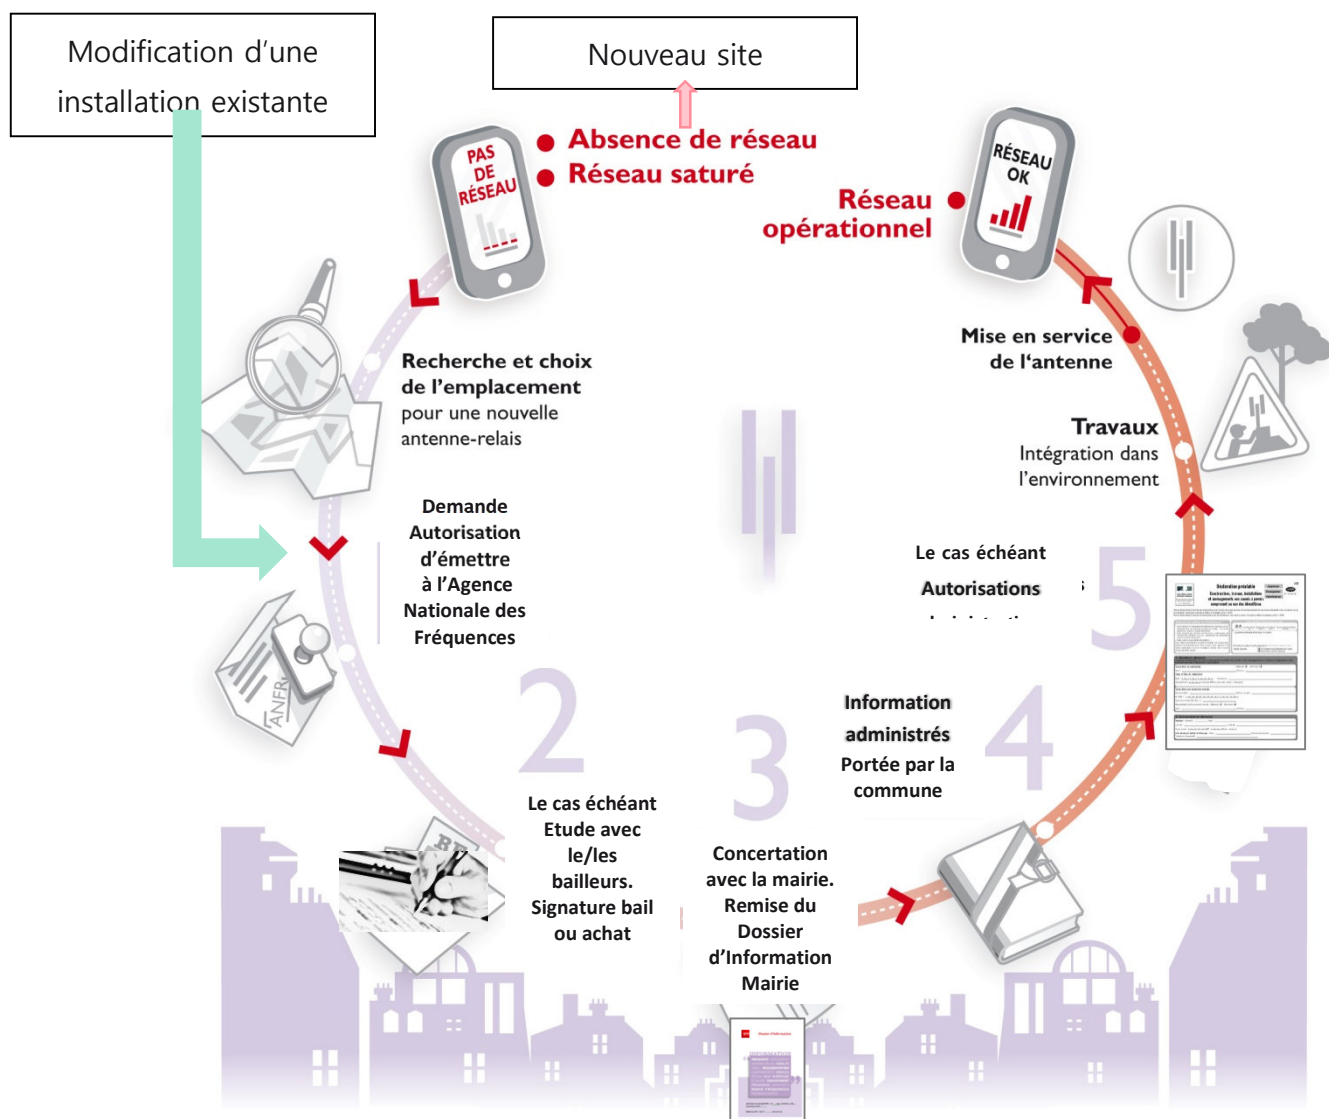 Modification d'une
installation existante
Nouveau site
PAS
DE
RÉSEAU
Absence de réseau
Réseau saturé
RÉSEAU
OK
Réseau
opérationnel
Recherche et choix
de l'emplacement
pour une nouvelle
antenne-relais
Mise en service
de l'antenne
Travaux
Intégration dans
l'environnement
Demande
Autorisation
d'émettre
à l'Agence
Nationale des
Fréquences
ANFR
2
Le cas échéant
Etude avec
le/les
bailleurs.
Signature bail
ou achat
3
Concertation
avec la mairie.
Remise du
Dossier
d'Information
Mairie
4
Information
administrés
Portée par la
commune
5
Le cas échéant
Autorisations
Déclaration préalable